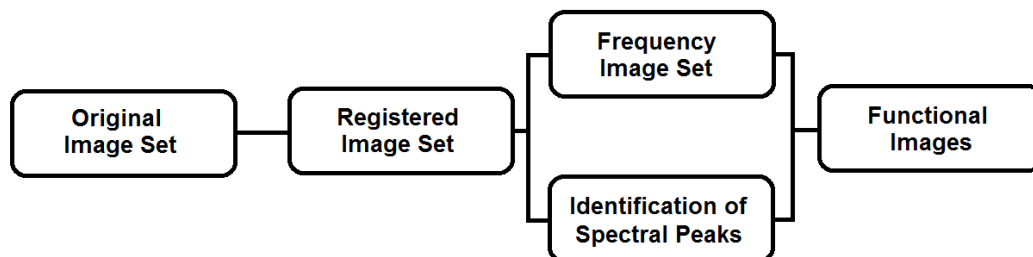 Original
Image Set
Registered
Image Set
Frequency
Image Set
Identification of
Spectral Peaks
Functional
Images